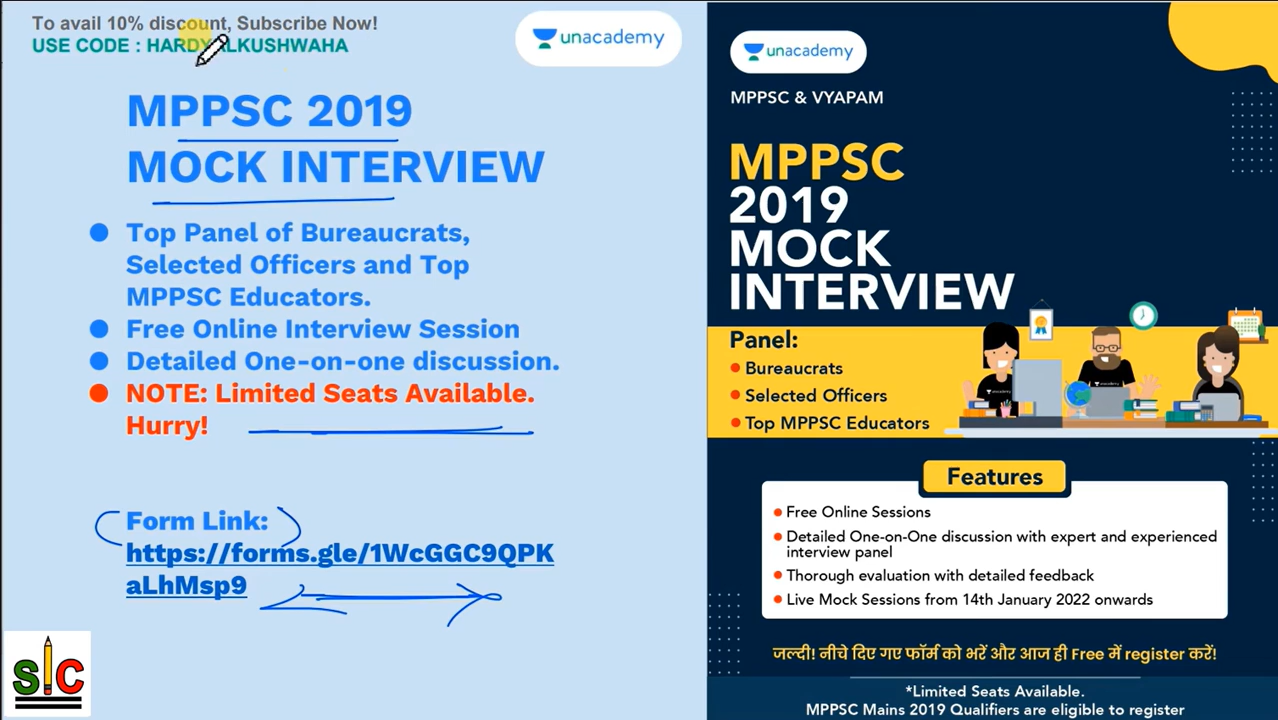 To avail 10% discount, Subscribe Now!
USE CODE : HARDYALKUSHWAHA
unacademy
MPPSC 2019
MOCK INTERVIEW
● Top Panel of Bureaucrats,
Selected Officers and Top
MPPSC Educators.
● Free Online Interview Session
● Detailed One-on-one discussion.
● NOTE: Limited Seats Available.
Hurry!
Form Link:
https://forms.gle/1WcGGC9QPK
aLhMsp9
SIC
unacademy
MPPSC & VYAPAM
MPPSC
2019
MOCK
INTERVIEW
Panel:
● Bureaucrats
● Selected Officers
● Top MPPSC Educators
Features
● Free Online Sessions
● Detailed One-on-One discussion with expert and experienced
interview panel
● Thorough evaluation with detailed feedback
● Live Mock Sessions from 14th January 2022 onwards
जल्दी! नीचे दिए गए फॉर्म को भरें और आज ही Free में register करें!
*Limited Seats Available.
MPPSC Mains 2019 Qualifiers are eligible to register